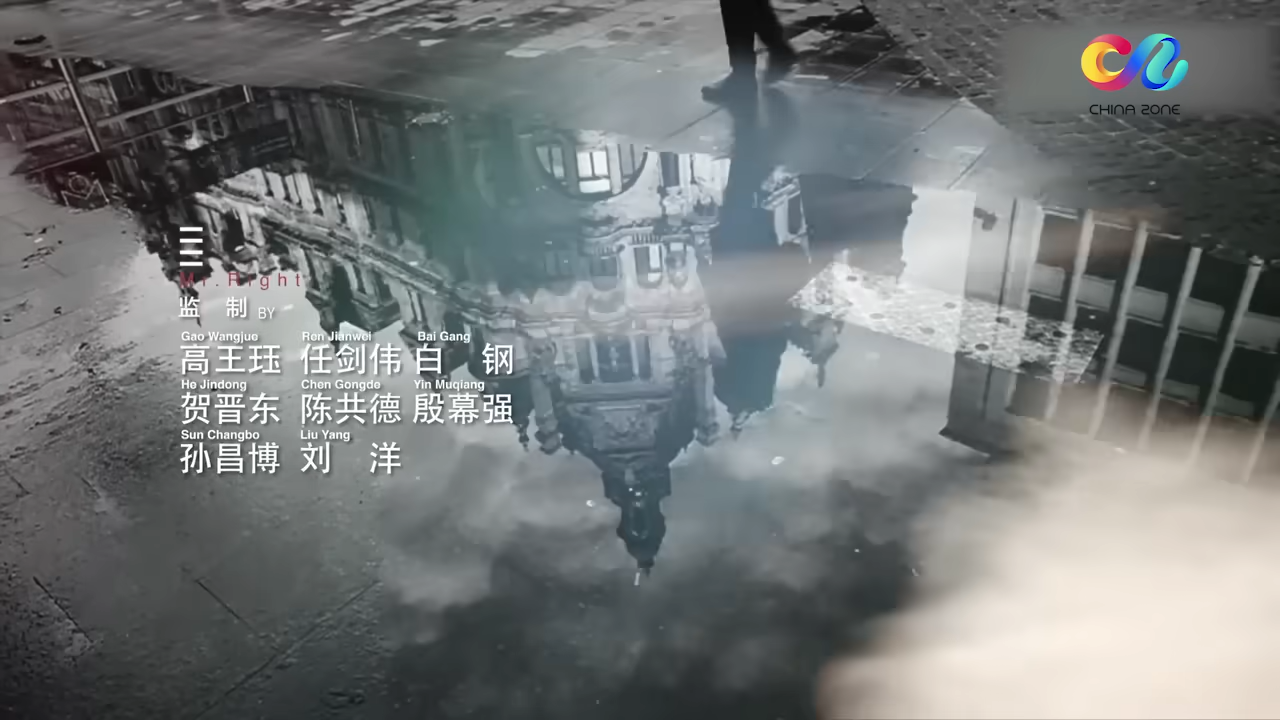 CHINA ZONE
Mr.Right
监 制 BY
Gao Wangjue Ren Jianwei Bai Gang
高王珏 任剑伟 白 钢
He Jindong Chen Gongde Yin Muqiang
贺晋东 陈共德 殷幕强
Sun Changbo Liu Yang
孙昌博 刘 洋